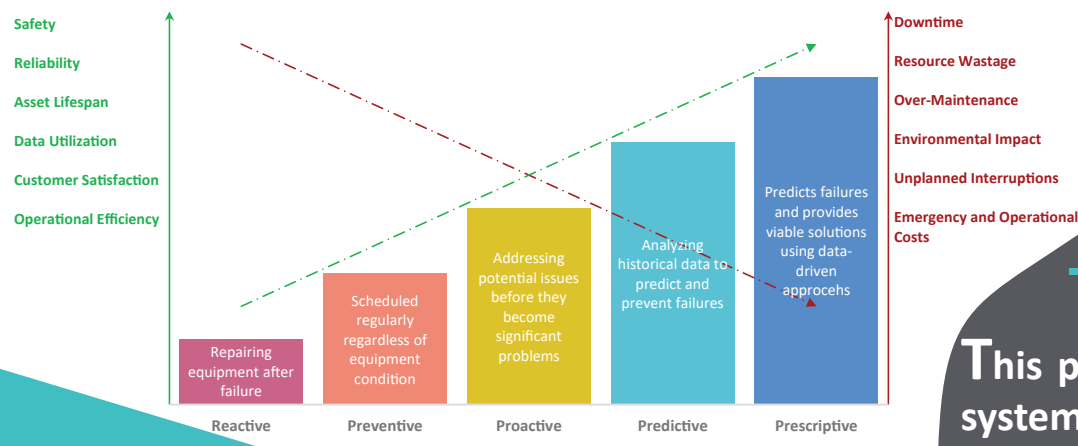 Safety
Reliability
Asset Lifespan
Data Utilization
Customer Satisfaction
Operational Efficiency
Downtime
Resource Wastage
Over-Maintenance
Environmental Impact
Unplanned Interruptions
Emergency and Operational
Costs
Repairing
equipment after
failure
Scheduled
regularly
regardless of
equipment
condition
Addressing
potential issues
before they
become
significant
problems
Analyzing
historical data to
predict and
prevent failures
Predicts failures
and provides
viable solutions
using data-
driven
approcehs
Reactive
Preventive
Proactive
Predictive
Prescriptive
This p
system